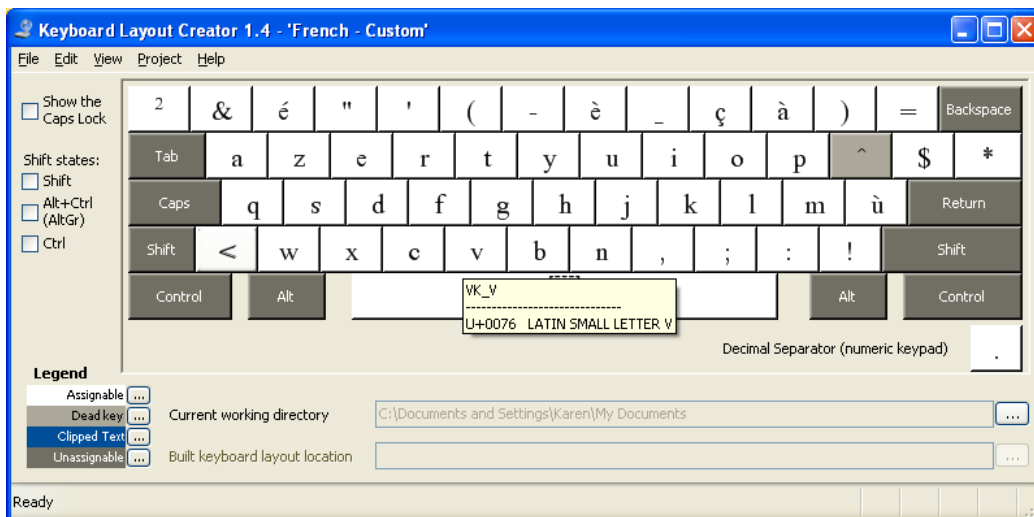 Keyboard Layout Creator 1.4 - 'French - Custom'
File Edit View Project Help
Show the
Caps Lock
² & é " ' ( - è _ ç à ) = Backspace
Shift states:
Tab a z e r t y u i o p ^ $ *
Shift
Alt+Ctrl
(AltGr)
Caps q s d f g h j k l m ù Return
Ctrl
Shift < w x c v b n , ; : ! Shift
Control Alt Alt Control
VK_V
-----------------------------
U+0076 LATIN SMALL LETTER V
Decimal Separator (numeric keypad) .
Legend
Assignable ...
Dead key ...
Clipped Text ...
Unassignable ...
Current working directory C:\Documents and Settings\Karen\My Documents ...
Built keyboard layout location ...
Ready